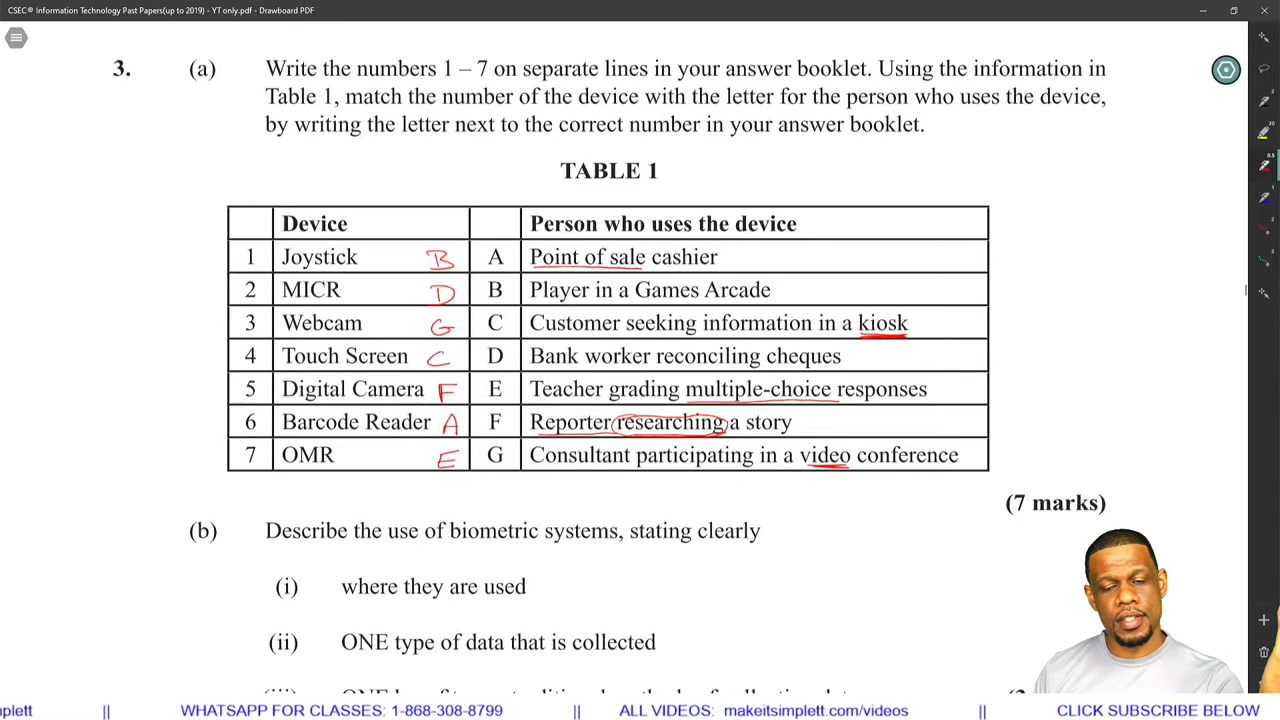 CSEC® Information Technology Past Papers(up to 2019) - YT only.pdf - Drawboard PDF
3. (a) Write the numbers 1 – 7 on separate lines in your answer booklet. Using the information in
Table 1, match the number of the device with the letter for the person who uses the device,
by writing the letter next to the correct number in your answer booklet.
TABLE 1
Device Person who uses the device
1 Joystick B A Point of sale cashier
2 MICR D B Player in a Games Arcade
3 Webcam G C Customer seeking information in a kiosk
4 Touch Screen C D Bank worker reconciling cheques
5 Digital Camera F E Teacher grading multiple-choice responses
6 Barcode Reader A F Reporter researching a story
7 OMR E G Consultant participating in a video conference
(7 marks)
(b) Describe the use of biometric systems, stating clearly
(i) where they are used
(ii) ONE type of data that is collected
mplett || WHATSAPP FOR CLASSES: 1-868-308-8799 || ALL VIDEOS: makeitsimplett.com/videos || CLICK SUBSCRIBE BELOW